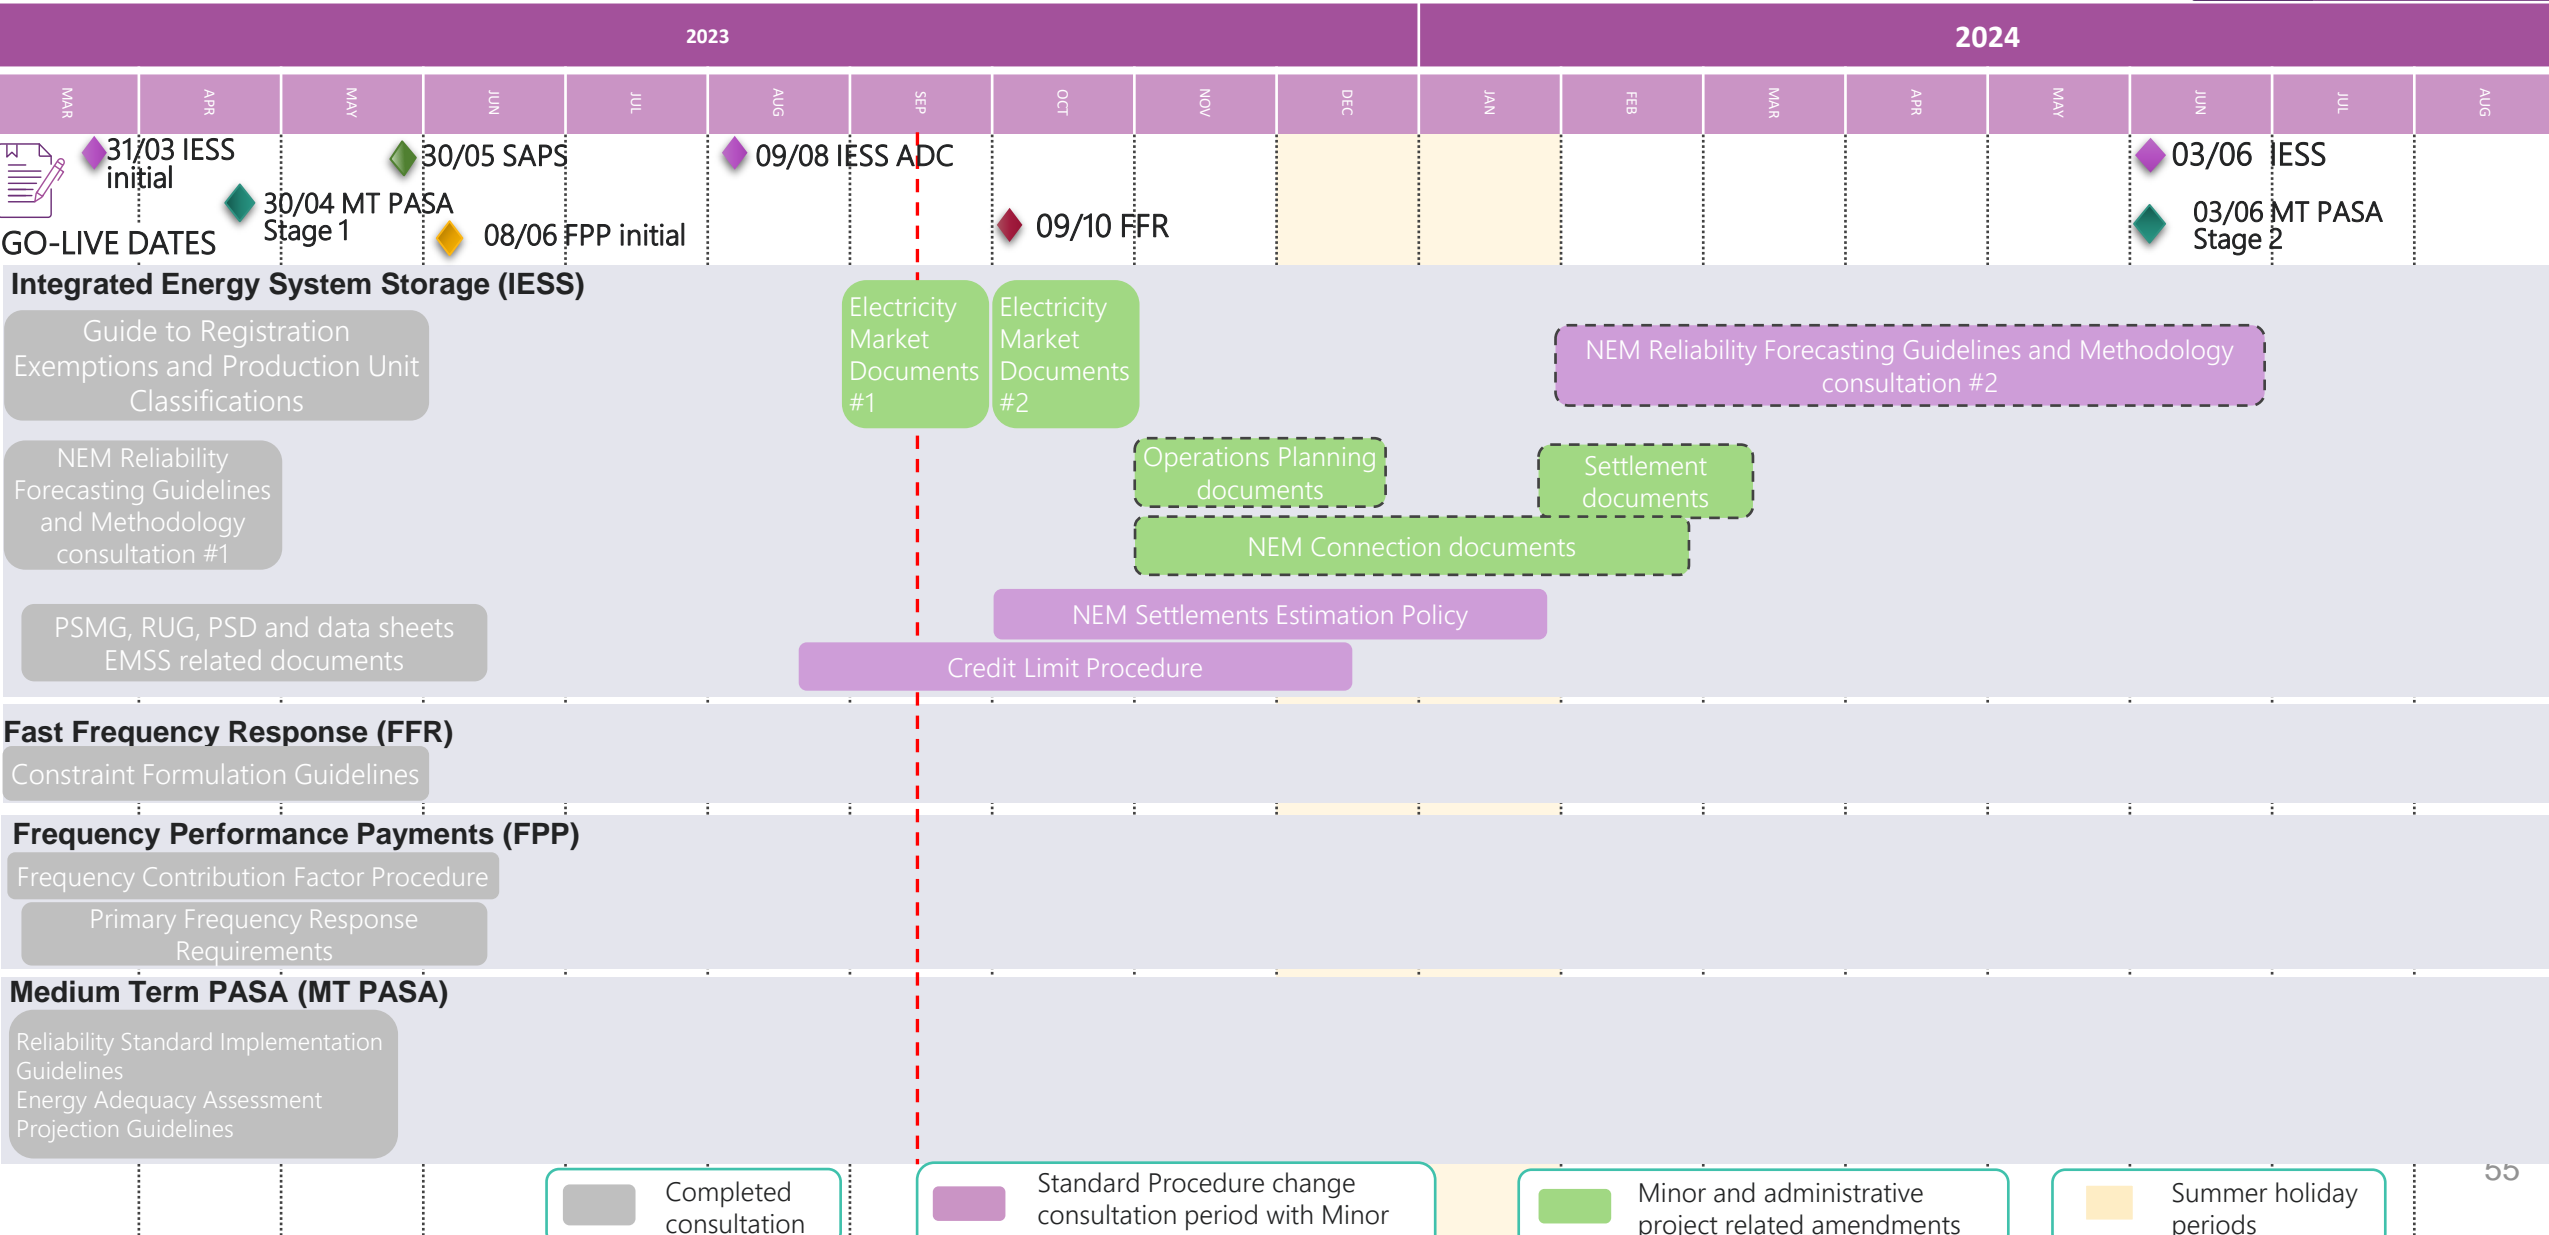 2023
2024
MAR
APR
MAY
JUN
JUL
AUG
SEP
OCT
NOV
DEC
JAN
FEB
MAR
APR
MAY
JUN
JUL
AUG
31/03 IESS
initial
30/05 SAPS
09/08 IESS ADC
03/06 IESS
30/04 MT PASA
Stage 1
08/06 FPP initial
09/10 FFR
03/06 MT PASA
Stage 2
GO-LIVE DATES
Integrated Energy System Storage (IESS)
Guide to Registration
Exemptions and Production Unit
Classifications
Electricity
Market
Documents
#1
Electricity
Market
Documents
#2
NEM Reliability Forecasting Guidelines and Methodology
consultation #2
NEM Reliability
Forecasting Guidelines
and Methodology
consultation #1
Operations Planning
documents
Settlement
documents
NEM Connection documents
NEM Settlements Estimation Policy
PSMG, RUG, PSD and data sheets
EMSS related documents
Credit Limit Procedure
Fast Frequency Response (FFR)
Constraint Formulation Guidelines
Frequency Performance Payments (FPP)
Frequency Contribution Factor Procedure
Primary Frequency Response
Requirements
Medium Term PASA (MT PASA)
Reliability Standard Implementation
Guidelines
Energy Adequacy Assessment
Projection Guidelines
55
Completed
consultation
Standard Procedure change
consultation period with Minor
Minor and administrative
project related amendments
Summer holiday
periods